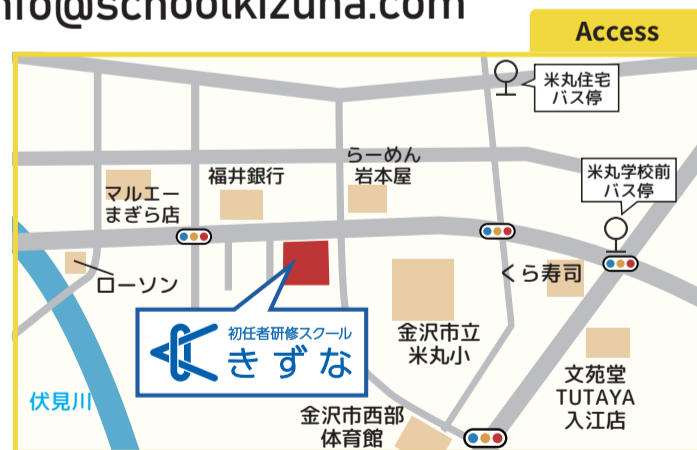 nfo@schoolkizuna.com
Access
米丸住宅
バス停
らーめん
岩本屋
福井銀行
マルエー
まぎら店
米丸学校前
バス停
ローソン
くら寿司
初任者研修スクール
きずな
金沢市立
米丸小
伏見川
文苑堂
TUTAYA
入江店
金沢市西部
体育館